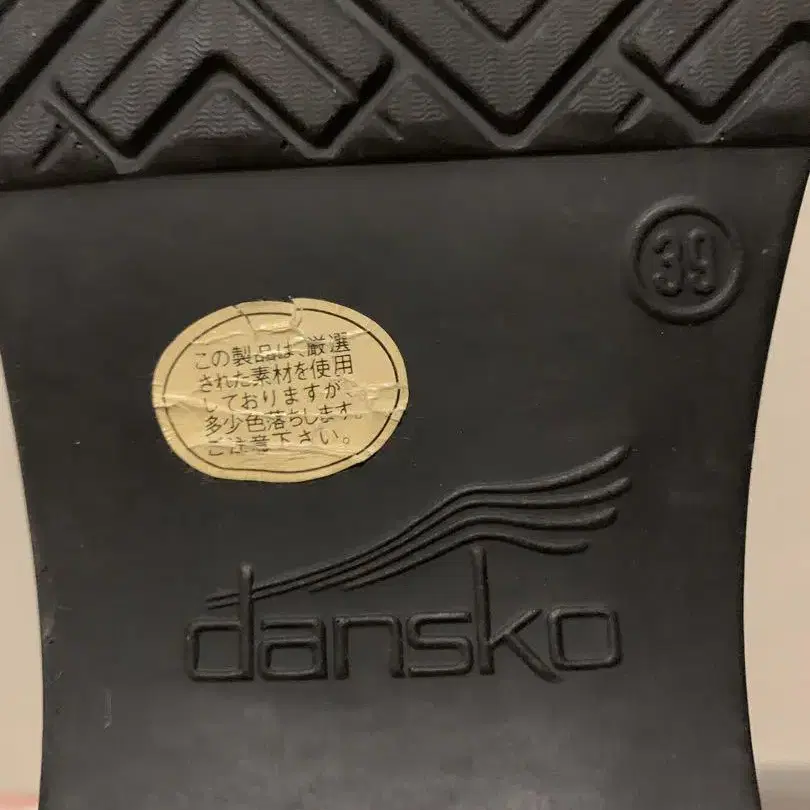 39
この製品は、厳選
された素材を使用
しておりますが、
多少色落ちします。
ご注意下さい。
dansko